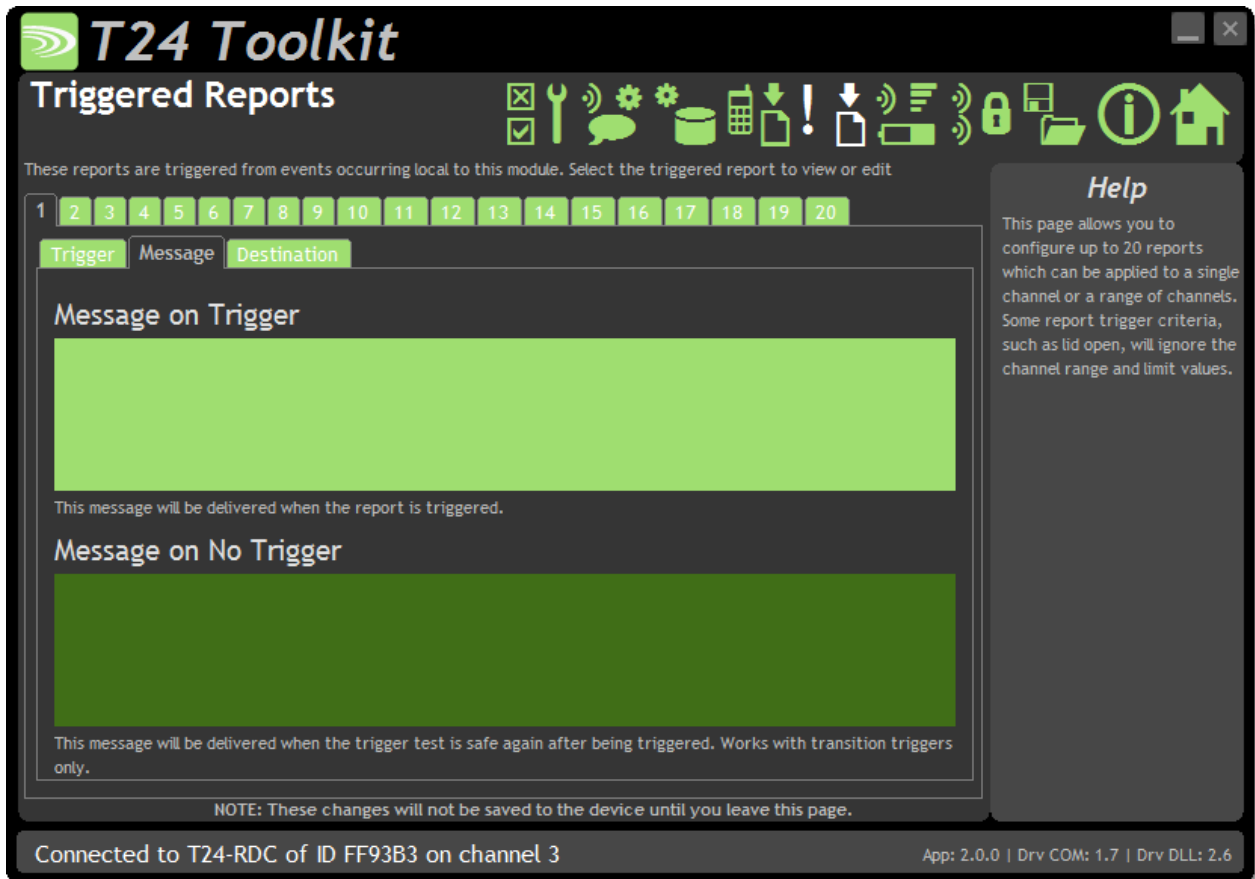 T24 Toolkit
Triggered Reports
These reports are triggered from events occurring local to this module. Select the triggered report to view or edit
1 2 3 4 5 6 7 8 9 10 11 12 13 14 15 16 17 18 19 20
Trigger Message Destination
Message on Trigger
This message will be delivered when the report is triggered.
Message on No Trigger
This message will be delivered when the trigger test is safe again after being triggered. Works with transition triggers
only.
NOTE: These changes will not be saved to the device until you leave this page.
Help
This page allows you to
configure up to 20 reports
which can be applied to a single
channel or a range of channels.
Some report trigger criteria,
such as lid open, will ignore the
channel range and limit values.
Connected to T24-RDC of ID FF93B3 on channel 3
App: 2.0.0 | Drv COM: 1.7 | Drv DLL: 2.6